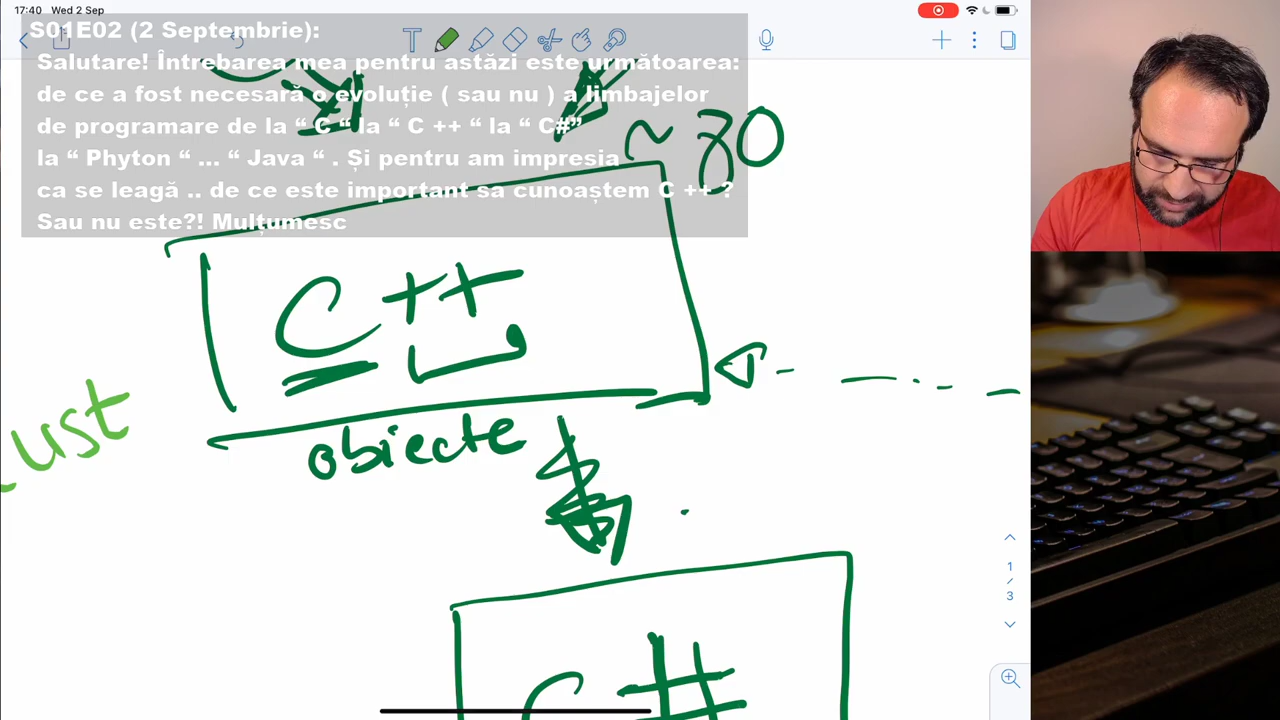 17:40 Wed 2 Sep
S01E02 (2 Septembrie):
Salutare! Întrebarea mea pentru astăzi este următoarea:
de ce a fost necesară o evoluție ( sau nu ) a limbajelor
de programare de la “ C “ la “ C ++ “ la “ C#”
la “ Phyton “ ... “ Java “ . Și pentru am impresia
ca se leagă .. de ce este important sa cunoaștem C ++ ?
Sau nu este?! Mulțumesc
~ 80
C++
ust
obiecte
1
/
3
C#